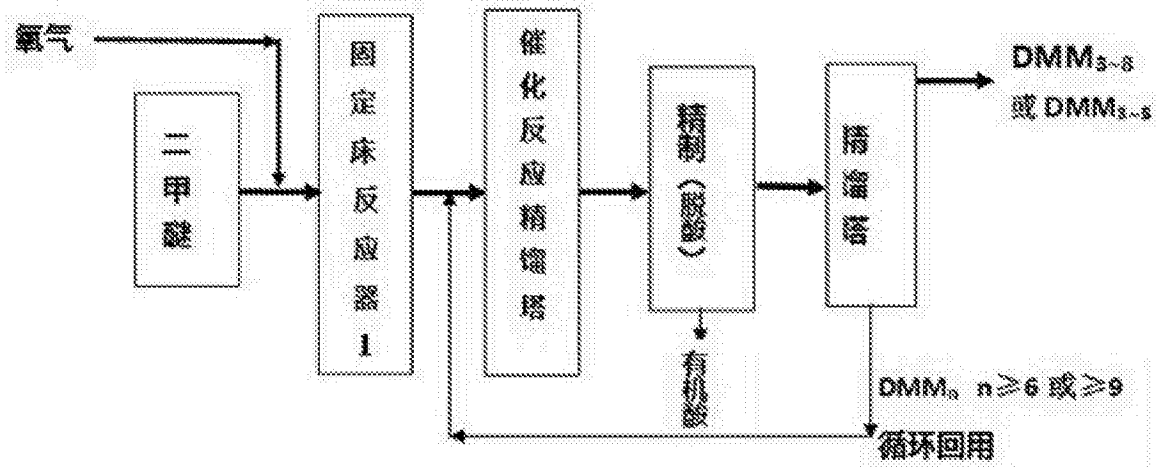 氧气
二甲醚
固定床反应器1
催化反应精馏塔
精制（脱酸）
精馏塔
DMM₃~₈
或 DMM₃~₅
有机酸
DMMₙ n≥6 或≥9
循环回用